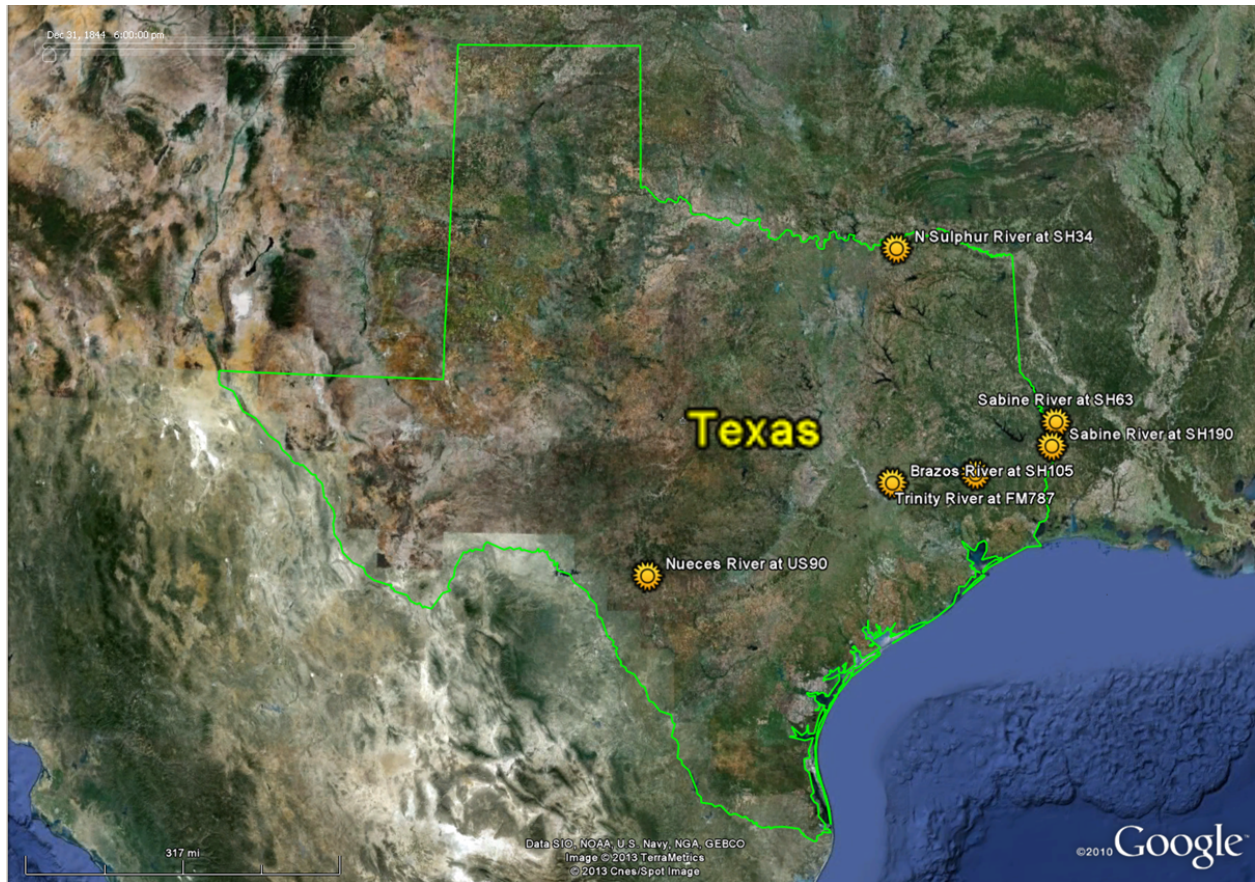 Dec 31, 1844 6:00:00 pm
N Sulphur River at SH34
Sabine River at SH63
Texas
Sabine River at SH190
Brazos River at SH105
Trinity River at FM787
Nueces River at US90
317 mi
Data SIO, NOAA, U.S. Navy, NGA, GEBCO
Image © 2013 TerraMetrics
© 2013 Cnes/Spot Image
©2010 Google